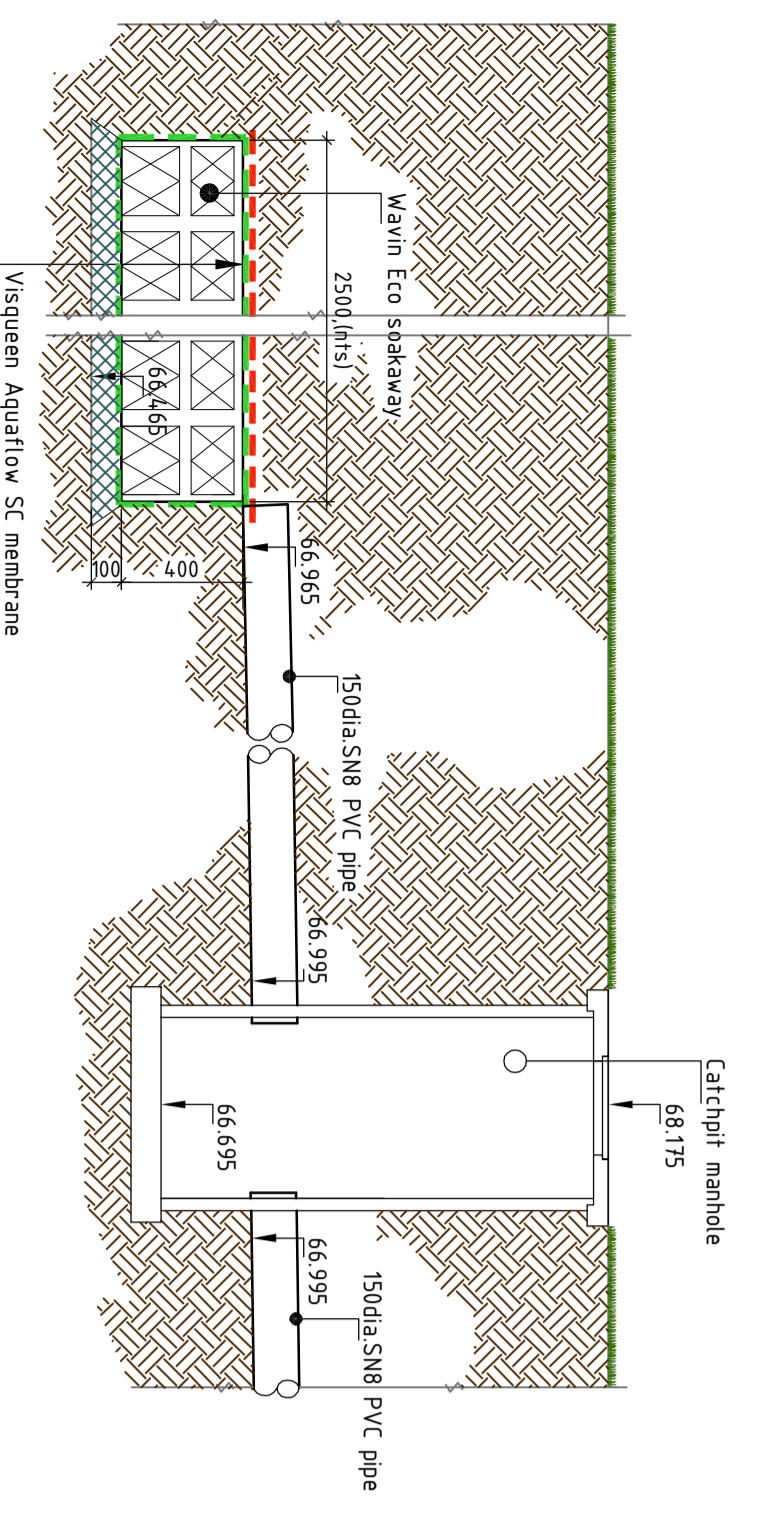 Catchpit manhole
68.175
Wavin Eco soakaway
2500,(nts)
66.965
150dia.SN8 PVC pipe
66.995
66.995
150dia.SN8 PVC pipe
66.695
66.465
400
100
Visqueen Aquaflow SC membrane